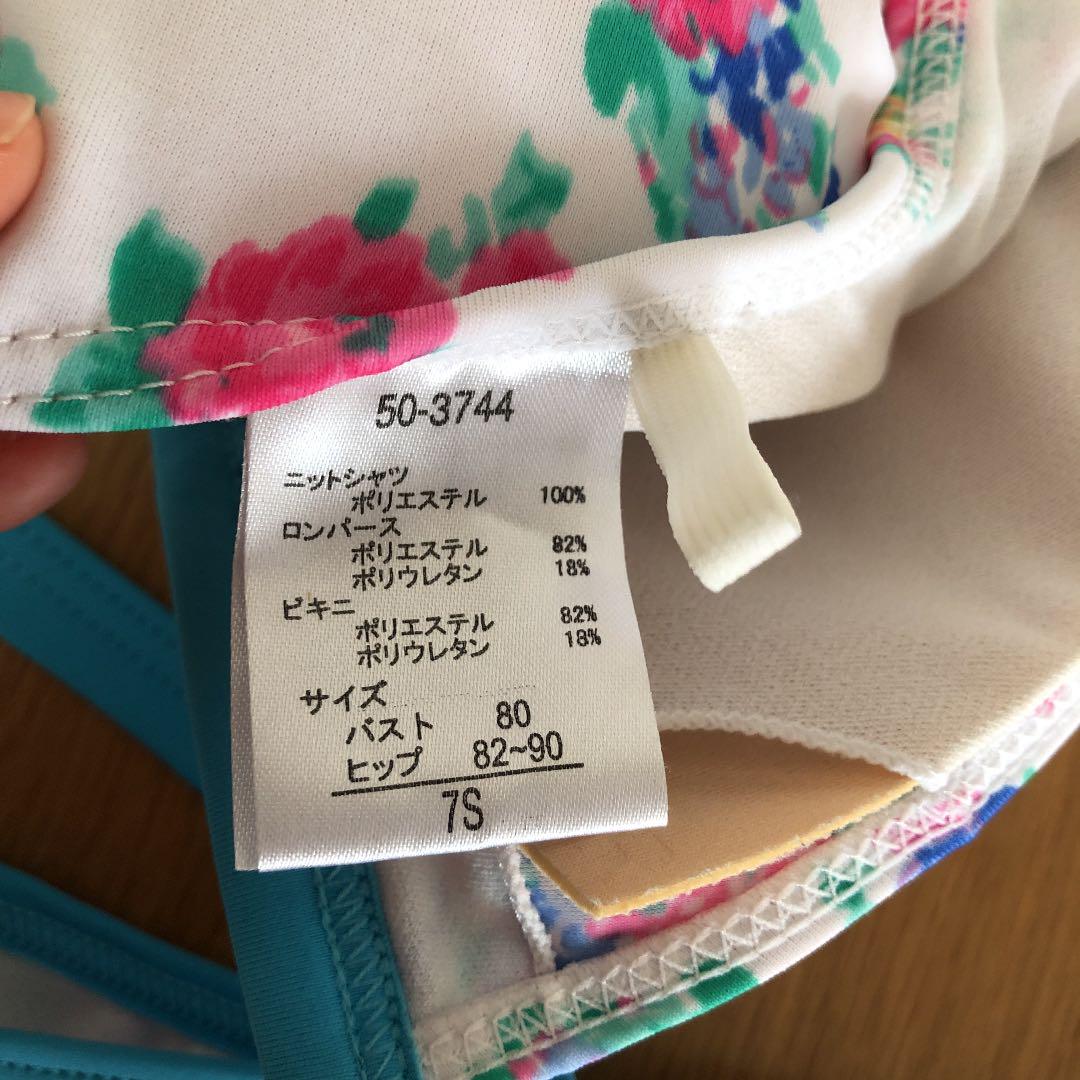 50-3744
ニットシャツ
ポリエステル 100%
ロンパース
ポリエステル 82%
ポリウレタン 18%
ビキニ
ポリエステル 82%
ポリウレタン 18%
サイズ
バスト 80
ヒップ 82~90
7S